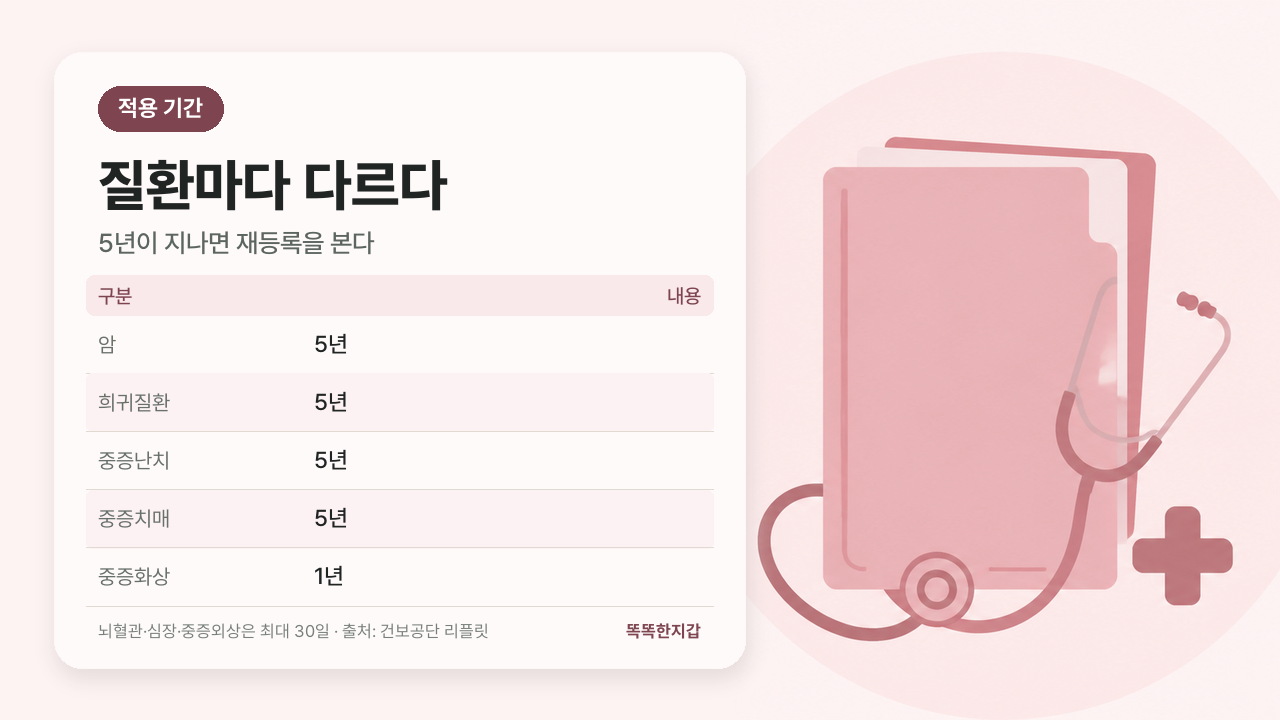 적용 기간
질환마다 다르다
5년이 지나면 재등록을 본다
구분 내용
암 5년
희귀질환 5년
중증난치 5년
중증치매 5년
중증화상 1년
뇌혈관·심장·중증외상은 최대 30일 · 출처: 건보공단 리플릿 똑똑한지갑